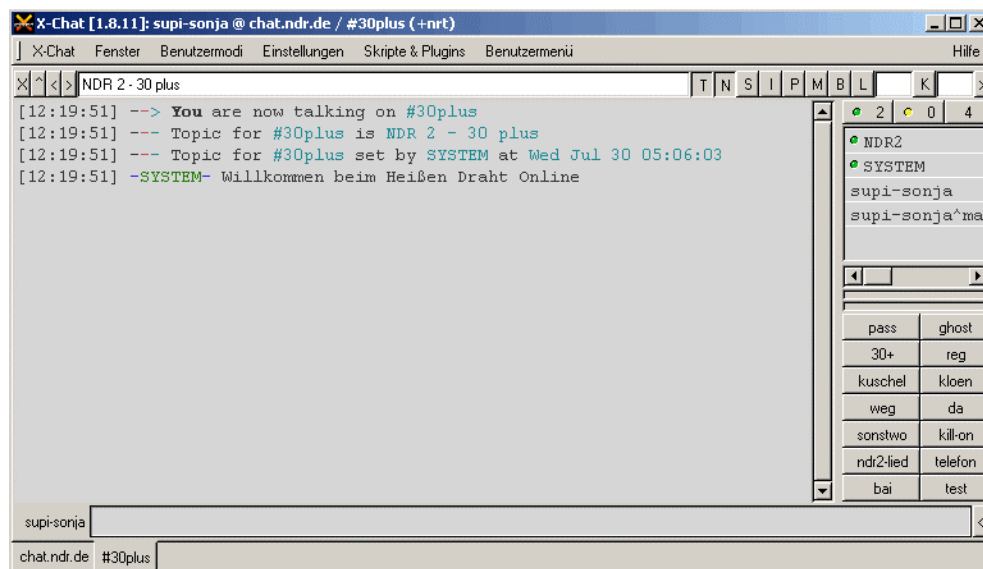 X-Chat [1.8.11]: supi-sonja @ chat.ndr.de / #30plus (+nrt)
X-Chat Fenster Benutzermodi Einstellungen Skripte & Plugins Benutzermenü Hilfe
X ^ < > NDR 2 - 30 plus T N S I P M B L K
[12:19:51] --> You are now talking on #30plus
[12:19:51] --- Topic for #30plus is NDR 2 - 30 plus
[12:19:51] --- Topic for #30plus set by SYSTEM at Wed Jul 30 05:06:03
[12:19:51] -SYSTEM- Willkommen beim Heißen Draht Online
2 0 4
NDR2
SYSTEM
supi-sonja
supi-sonja^ma
pass ghost
30+ reg
kuschel kloen
weg da
sonstwo kill-on
ndr2-lied telefon
bai test
supi-sonja
chat.ndr.de #30plus